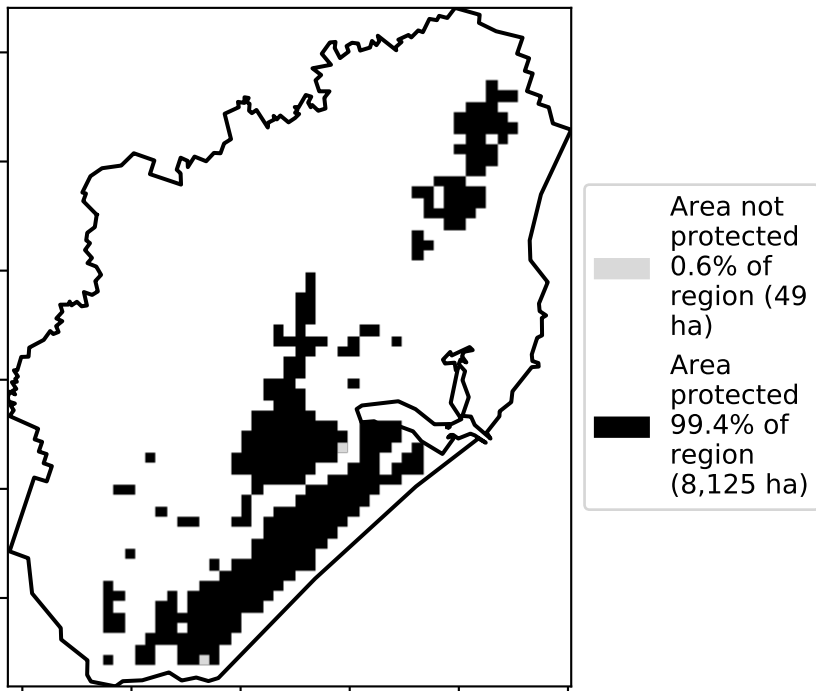 Area not
protected
0.6% of
region (49
ha)
Area
protected
99.4% of
region
(8,125 ha)